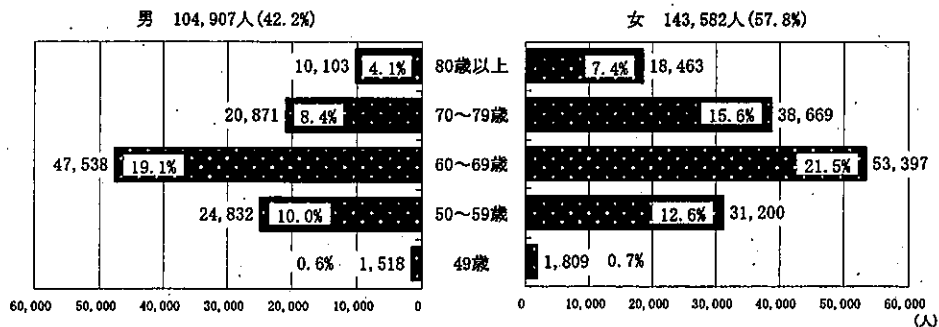 男 104,907人(42.2%) 女 143,582人(57.8%)
10,103 4.1% 80歳以上 7.4% 18,463
20,871 8.4% 70～79歳 15.6% 38,669
47,538 19.1% 60～69歳 21.5% 53,397
24,832 10.0% 50～59歳 12.6% 31,200
0.6% 1,518 49歳 1,809 0.7%
60,000 50,000 40,000 30,000 20,000 10,000 0 0 10,000 20,000 30,000 40,000 50,000 60,000
(人)